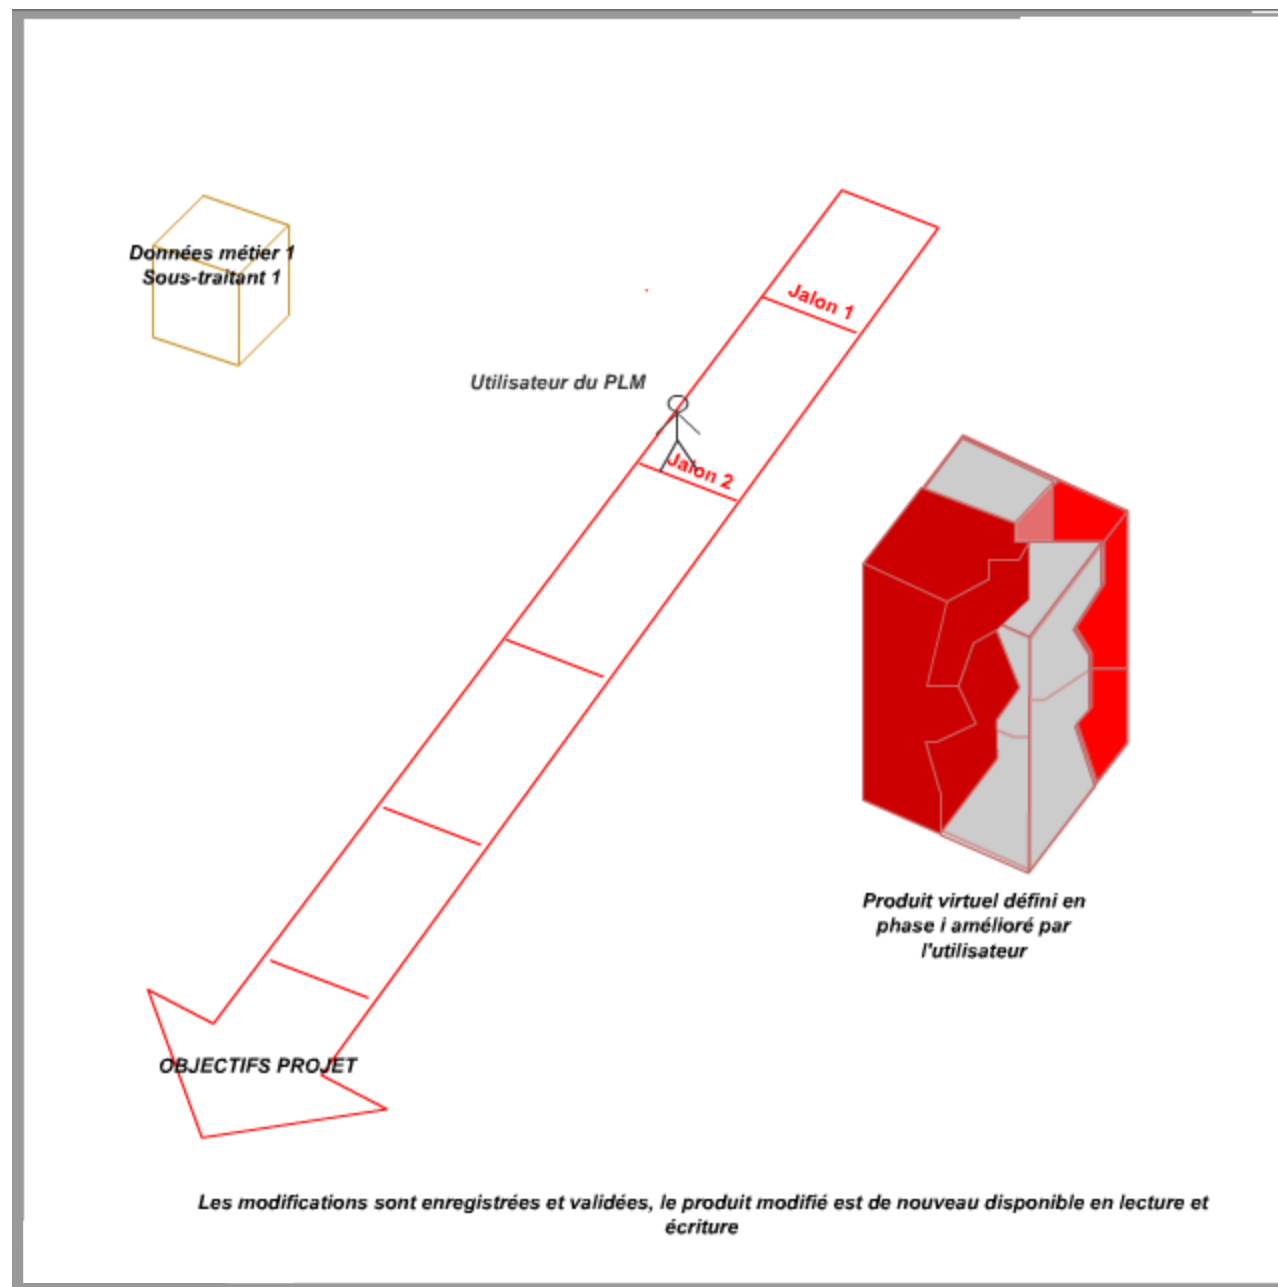 Données métier 1
Sous-traitant 1
Jalon 1
Utilisateur du PLM
Jalon 2
Produit virtuel défini en
phase i amélioré par
l'utilisateur
OBJECTIFS PROJET
Les modifications sont enregistrées et validées, le produit modifié est de nouveau disponible en lecture et
écriture